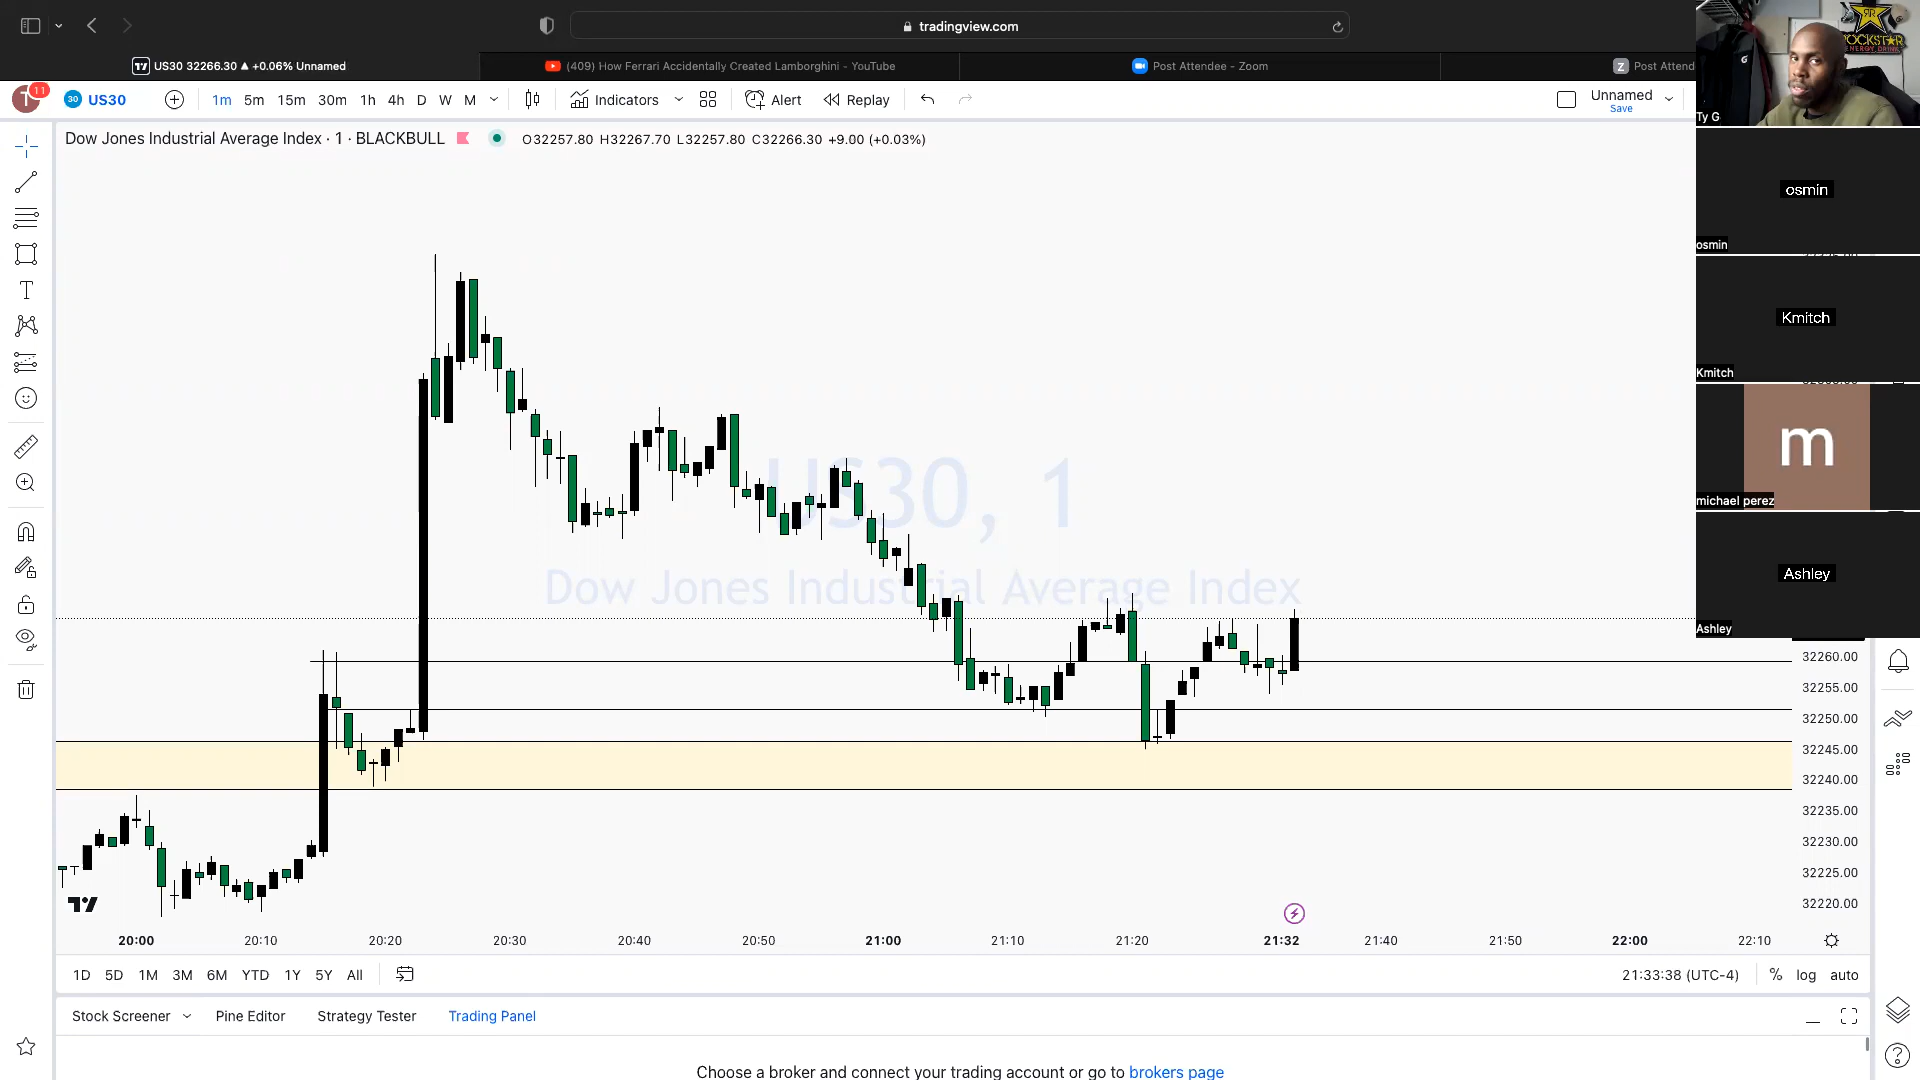 tradingview.com
US30 32266.30 ▲ +0.06% Unnamed
(409) How Ferrari Accidentally Created Lamborghini - YouTube
Post Attendee - Zoom
Z Post Attend
ROCKSTAR
ENERGY DRINK
Ty G
T 11
30 US30
1m 5m 15m 30m 1h 4h D W M
Indicators
Alert
Replay
Unnamed
Save
Dow Jones Industrial Average Index · 1 · BLACKBULL
O32257.80 H32267.70 L32257.80 C32266.30 +9.00 (+0.03%)
osmin
osmin
Kmitch
Kmitch
m
michael perez
Ashley
Ashley
US30, 1
Dow Jones Industrial Average Index
32260.00
32255.00
32250.00
32245.00
32240.00
32235.00
32230.00
32225.00
32220.00
20:00 20:10 20:20 20:30 20:40 20:50 21:00 21:10 21:20 21:32 21:40 21:50 22:00 22:10
1D 5D 1M 3M 6M YTD 1Y 5Y All
21:33:38 (UTC-4) % log auto
Stock Screener Pine Editor Strategy Tester Trading Panel
Choose a broker and connect your trading account or go to brokers page